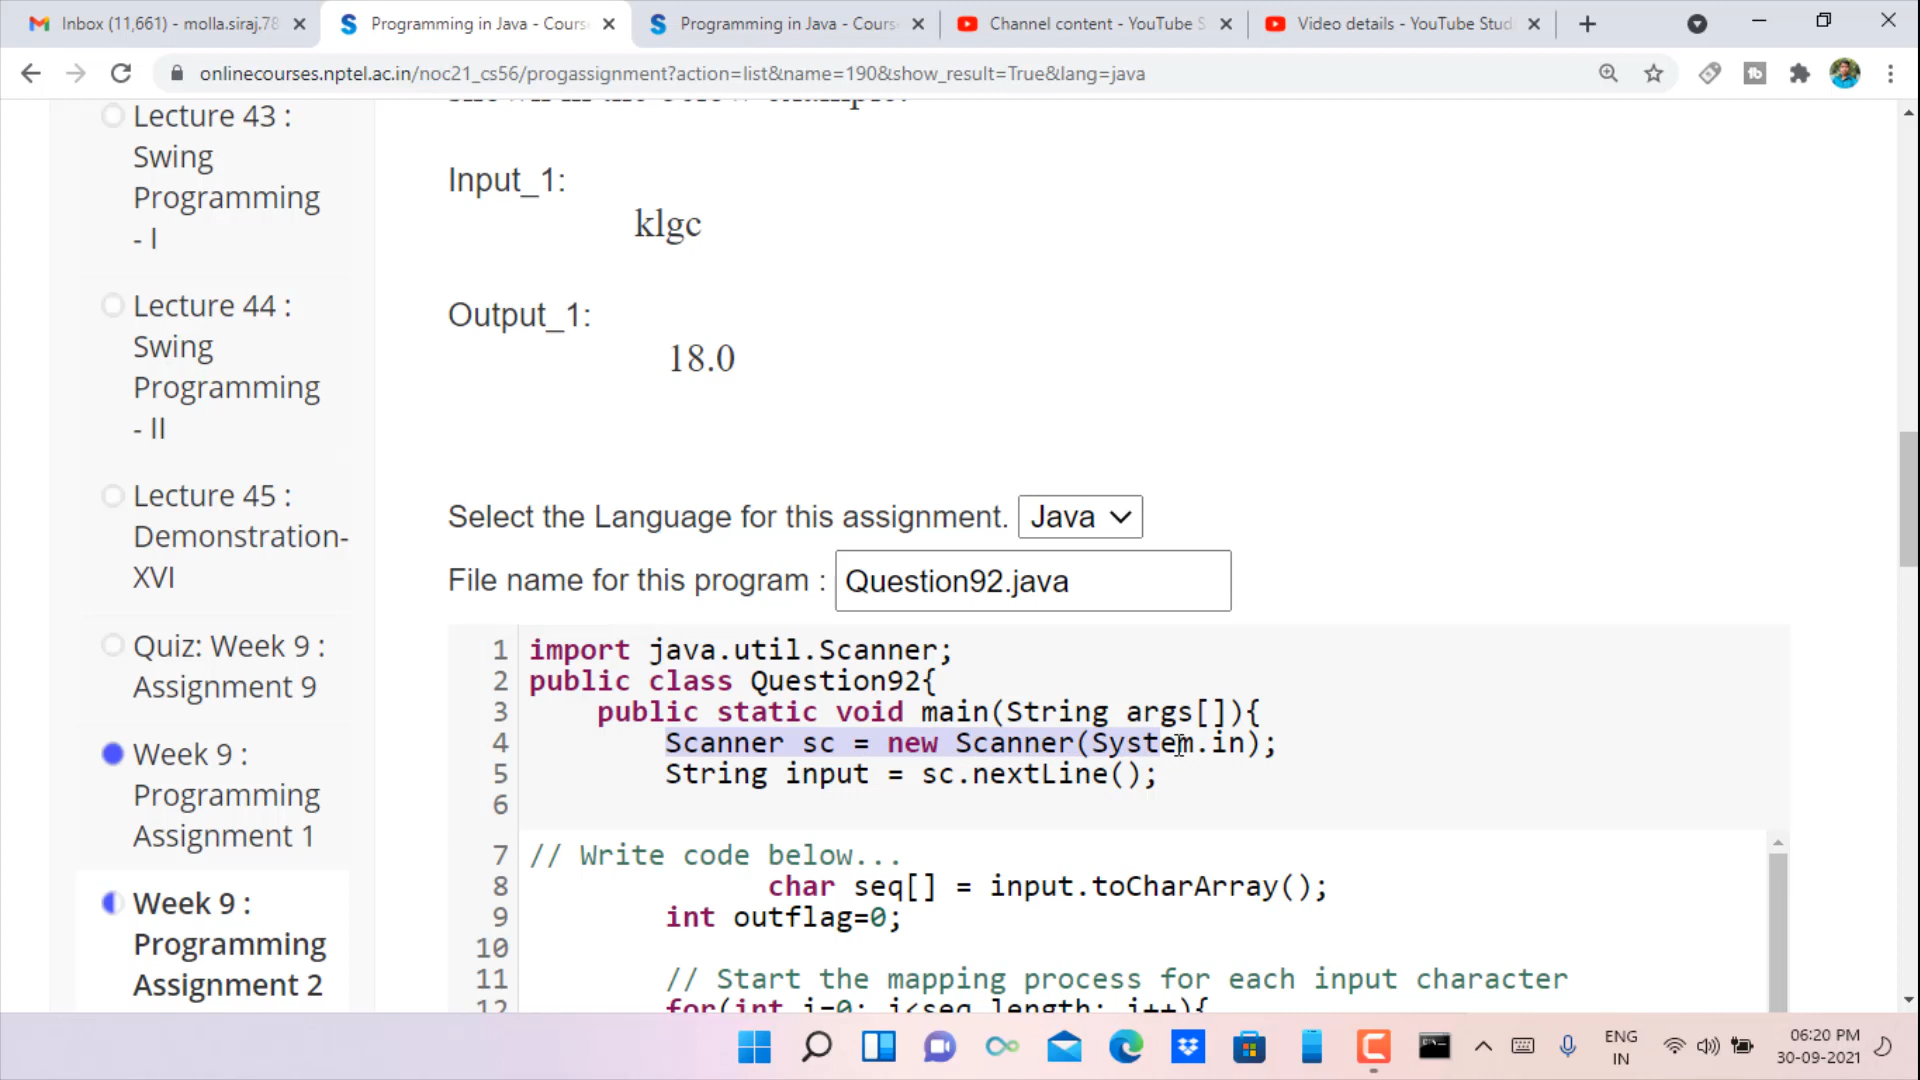 Inbox (11,661) - molla.siraj.78
Programming in Java - Cours
Programming in Java - Cours
Channel content - YouTube S
Video details - YouTube Stud
onlinecourses.nptel.ac.in/noc21_cs56/progassignment?action=list&name=190&show_result=True&lang=java
Lecture 43 :
Swing
Programming
- I
Lecture 44 :
Swing
Programming
- II
Lecture 45 :
Demonstration-
XVI
Quiz: Week 9 :
Assignment 9
Week 9 :
Programming
Assignment 1
Week 9 :
Programming
Assignment 2
Input_1:
klgc
Output_1:
18.0
Select the Language for this assignment. Java
File name for this program : Question92.java
1 import java.util.Scanner;
2 public class Question92{
3 public static void main(String args[]){
4 Scanner sc = new Scanner(System.in);
5 String input = sc.nextLine();
6
7 // Write code below...
8 char seq[] = input.toCharArray();
9 int outflag=0;
10
11 // Start the mapping process for each input character
12 for(int i=0; i<seq.length; i++){
ENG
IN
06:20 PM
30-09-2021